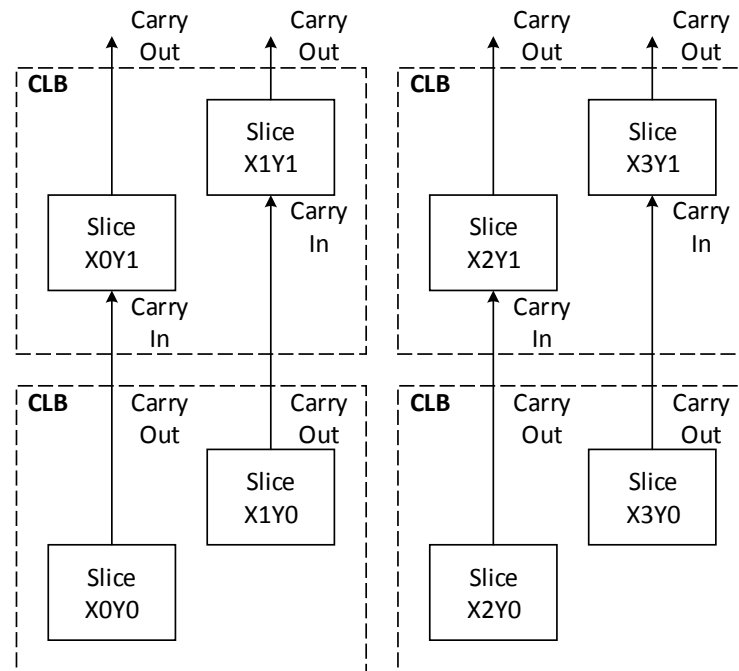 Carry
Out
Carry
Out
Carry
Out
Carry
Out
CLB
CLB
Slice
X1Y1
Slice
X3Y1
Slice
X0Y1
Carry
In
Slice
X2Y1
Carry
In
Carry
In
Carry
In
CLB
Carry
Out
Carry
Out
CLB
Carry
Out
Carry
Out
Slice
X1Y0
Slice
X3Y0
Slice
X0Y0
Slice
X2Y0